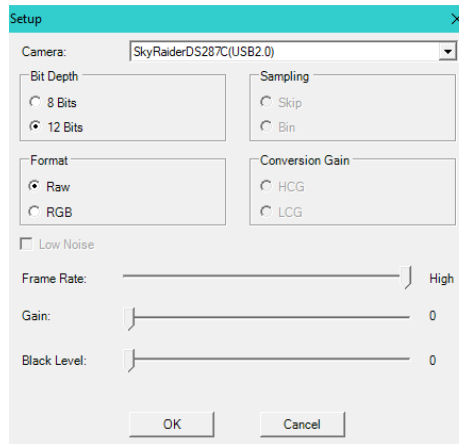 Setup
Camera: SkyRaiderDS287C(USB2.0)
Bit Depth
8 Bits
12 Bits
Sampling
Skip
Bin
Format
Raw
RGB
Conversion Gain
HCG
LCG
Low Noise
Frame Rate: High
Gain: 0
Black Level: 0
OK Cancel